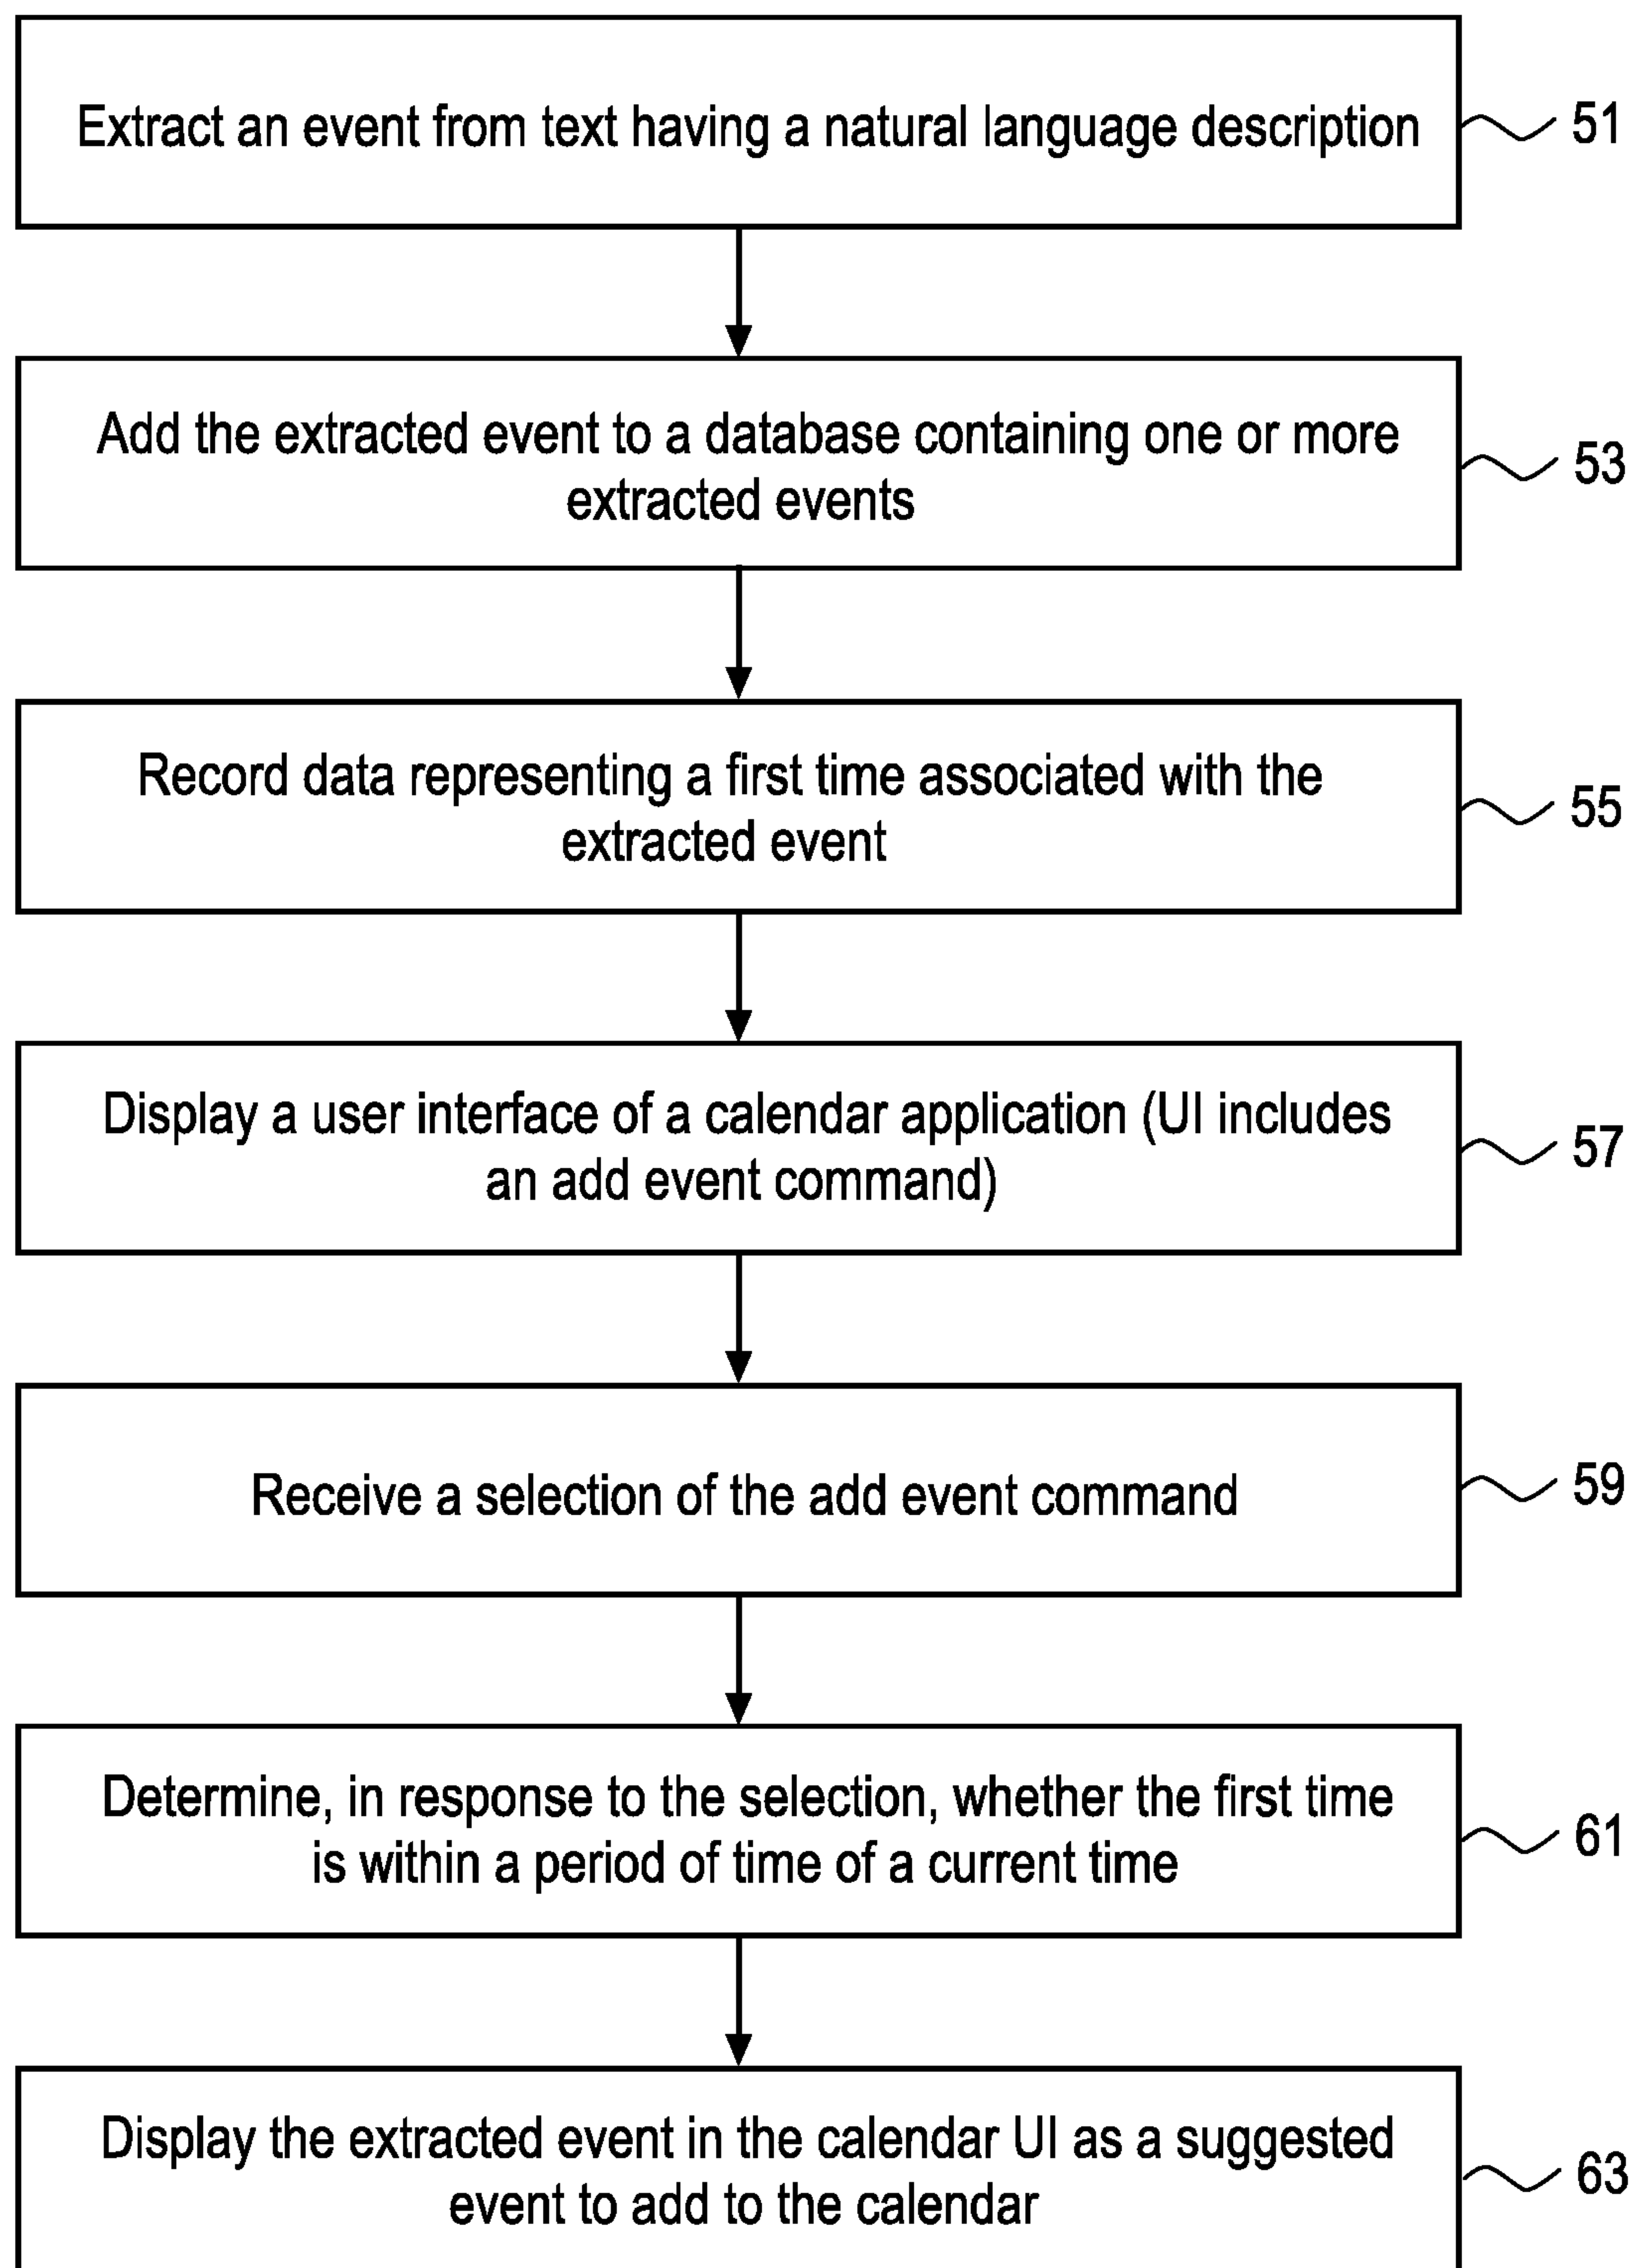 Extract an event from text having a natural language description
51
Add the extracted event to a database containing one or more
extracted events
53
Record data representing a first time associated with the
extracted event
55
Display a user interface of a calendar application (UI includes
an add event command)
57
Receive a selection of the add event command
59
Determine, in response to the selection, whether the first time
is within a period of time of a current time
61
Display the extracted event in the calendar UI as a suggested
event to add to the calendar
63